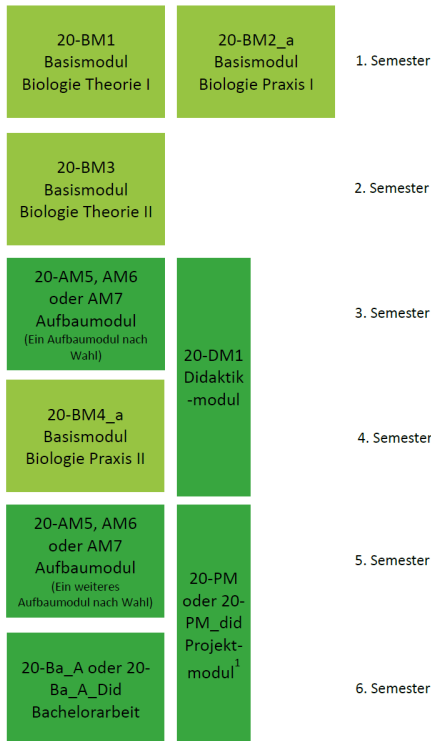 20-BM1
Basismodul
Biologie Theorie I
20-BM2_a
Basismodul
Biologie Praxis I
1. Semester
20-BM3
Basismodul
Biologie Theorie II
2. Semester
20-AM5, AM6
oder AM7
Aufbaumodul
(Ein Aufbaumodul nach
Wahl)
20-DM1
Didaktik
-modul
3. Semester
20-BM4_a
Basismodul
Biologie Praxis II
4. Semester
20-AM5, AM6
oder AM7
Aufbaumodul
(Ein weiteres
Aufbaumodul nach Wahl)
20-PM
oder 20-
PM_did
Projekt-
modul1
5. Semester
20-Ba_A oder 20-
Ba_A_Did
Bachelorarbeit
6. Semester